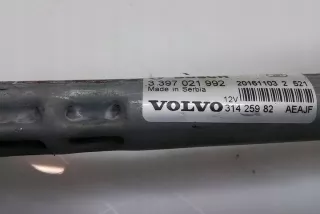 3 397 021 992 20161103 2 521
Made in Serbia
VOLVO 12V 314 259 82 AEAJF